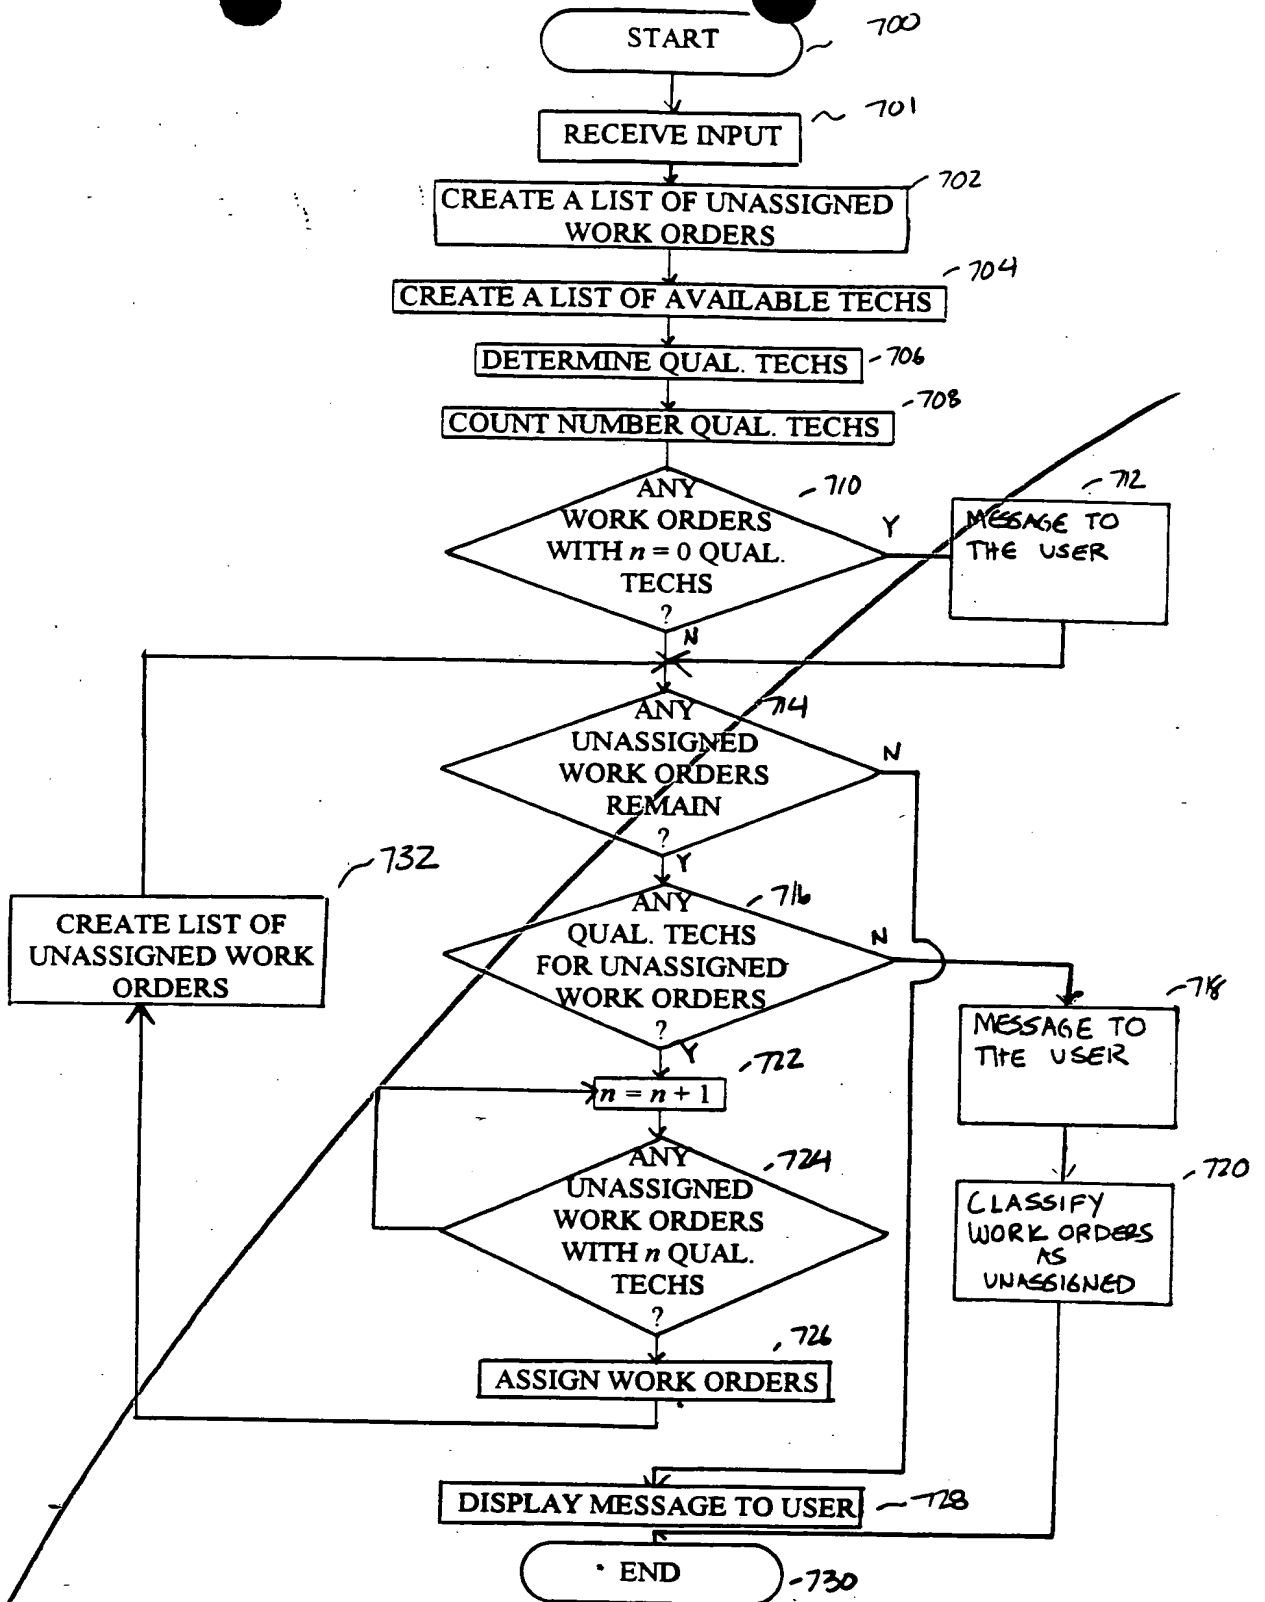 START
700
RECEIVE INPUT
701
CREATE A LIST OF UNASSIGNED
WORK ORDERS
702
CREATE A LIST OF AVAILABLE TECHS
704
DETERMINE QUAL. TECHS
706
COUNT NUMBER QUAL. TECHS
708
ANY
WORK ORDERS
WITH n = 0 QUAL.
TECHS
?
710
Y
N
MESSAGE TO
THE USER
712
ANY
UNASSIGNED
WORK ORDERS
REMAIN
?
714
N
Y
CREATE LIST OF
UNASSIGNED WORK
ORDERS
732
ANY
QUAL. TECHS
FOR UNASSIGNED
WORK ORDERS
?
716
N
Y
MESSAGE TO
THE USER
718
n = n + 1
722
ANY
UNASSIGNED
WORK ORDERS
WITH n QUAL.
TECHS
?
724
CLASSIFY
WORK ORDERS
AS
UNASSIGNED
720
ASSIGN WORK ORDERS
726
DISPLAY MESSAGE TO USER
728
END
730